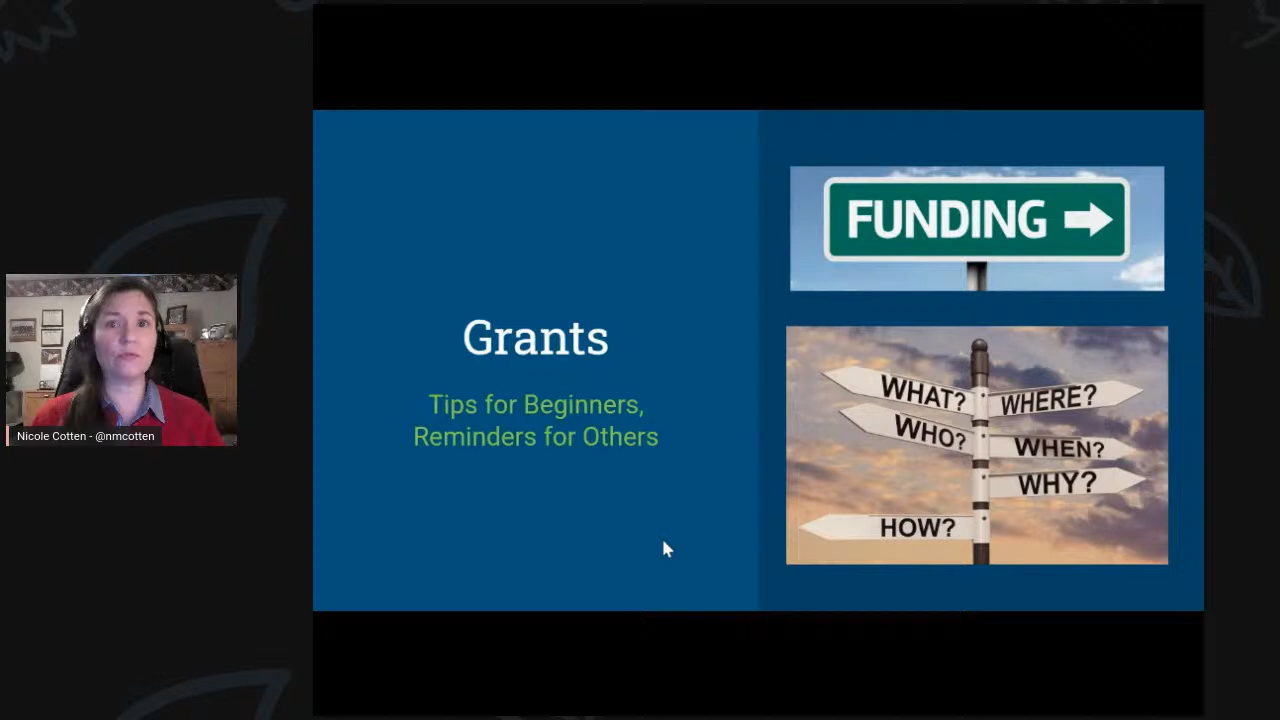 Nicole Cotten - @nmcotten
Grants
Tips for Beginners,
Reminders for Others
FUNDING
WHAT?
WHERE?
WHO?
WHEN?
WHY?
HOW?